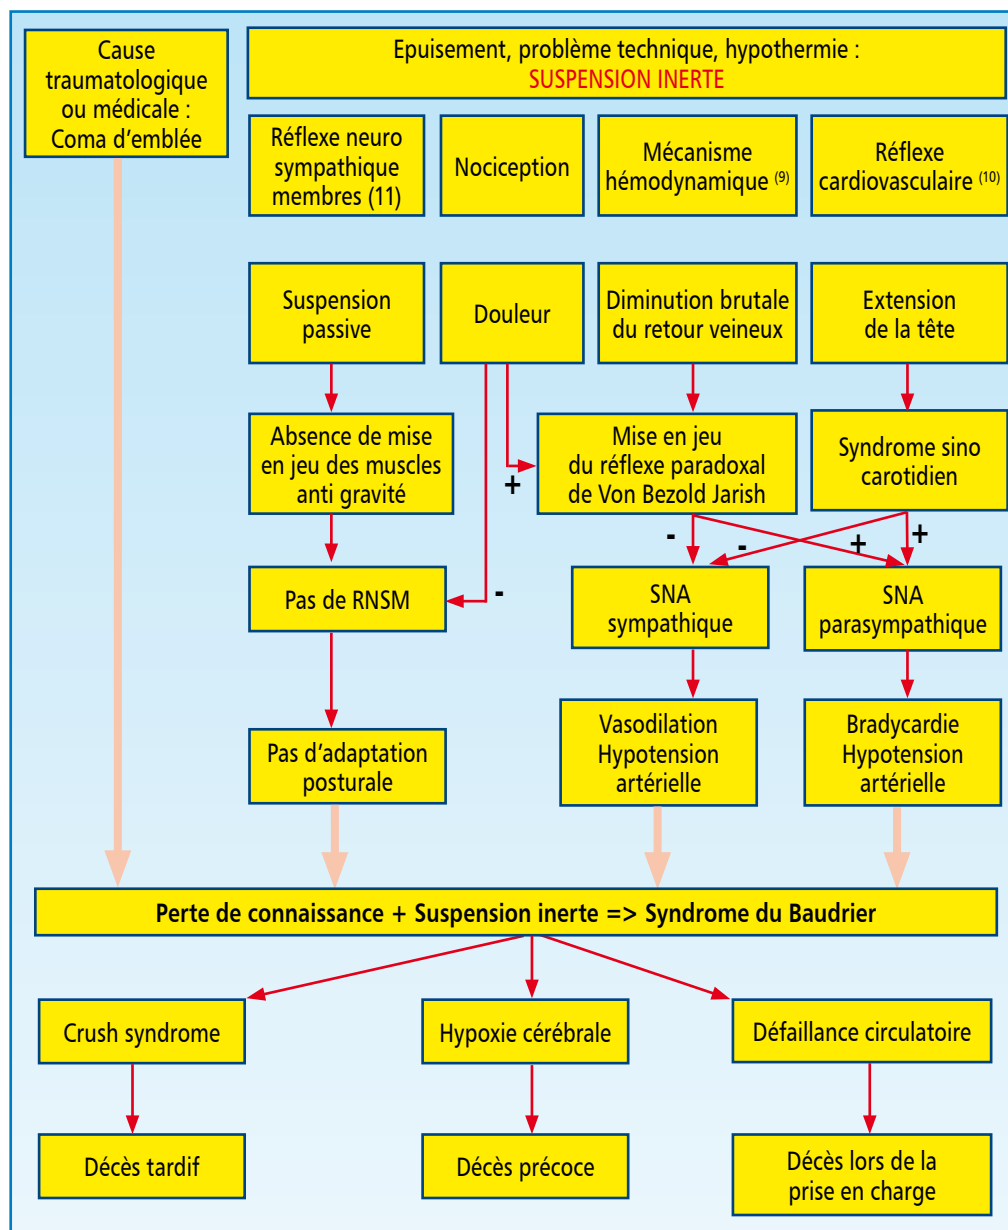 Cause
traumatologique
ou médicale :
Coma d'emblée
Epuisement, problème technique, hypothermie :
SUSPENSION INERTE
Réflexe neuro
sympathique
membres (11)
Nociception
Mécanisme
hémodynamique (9)
Réflexe
cardiovasculaire (10)
Suspension
passive
Douleur
Diminution brutale
du retour veineux
Extension
de la tête
Absence de mise
en jeu des muscles
anti gravité
+
Mise en jeu
du réflexe paradoxal
de Von Bezold Jarish
Syndrome sino
carotidien
-
-
+
+
Pas de RNSM
-
SNA
sympathique
SNA
parasympathique
Pas d'adaptation
posturale
Vasodilation
Hypotension
artérielle
Bradycardie
Hypotension
artérielle
Perte de connaissance + Suspension inerte => Syndrome du Baudrier
Crush syndrome
Hypoxie cérébrale
Défaillance circulatoire
Décès tardif
Décès précoce
Décès lors de la
prise en charge